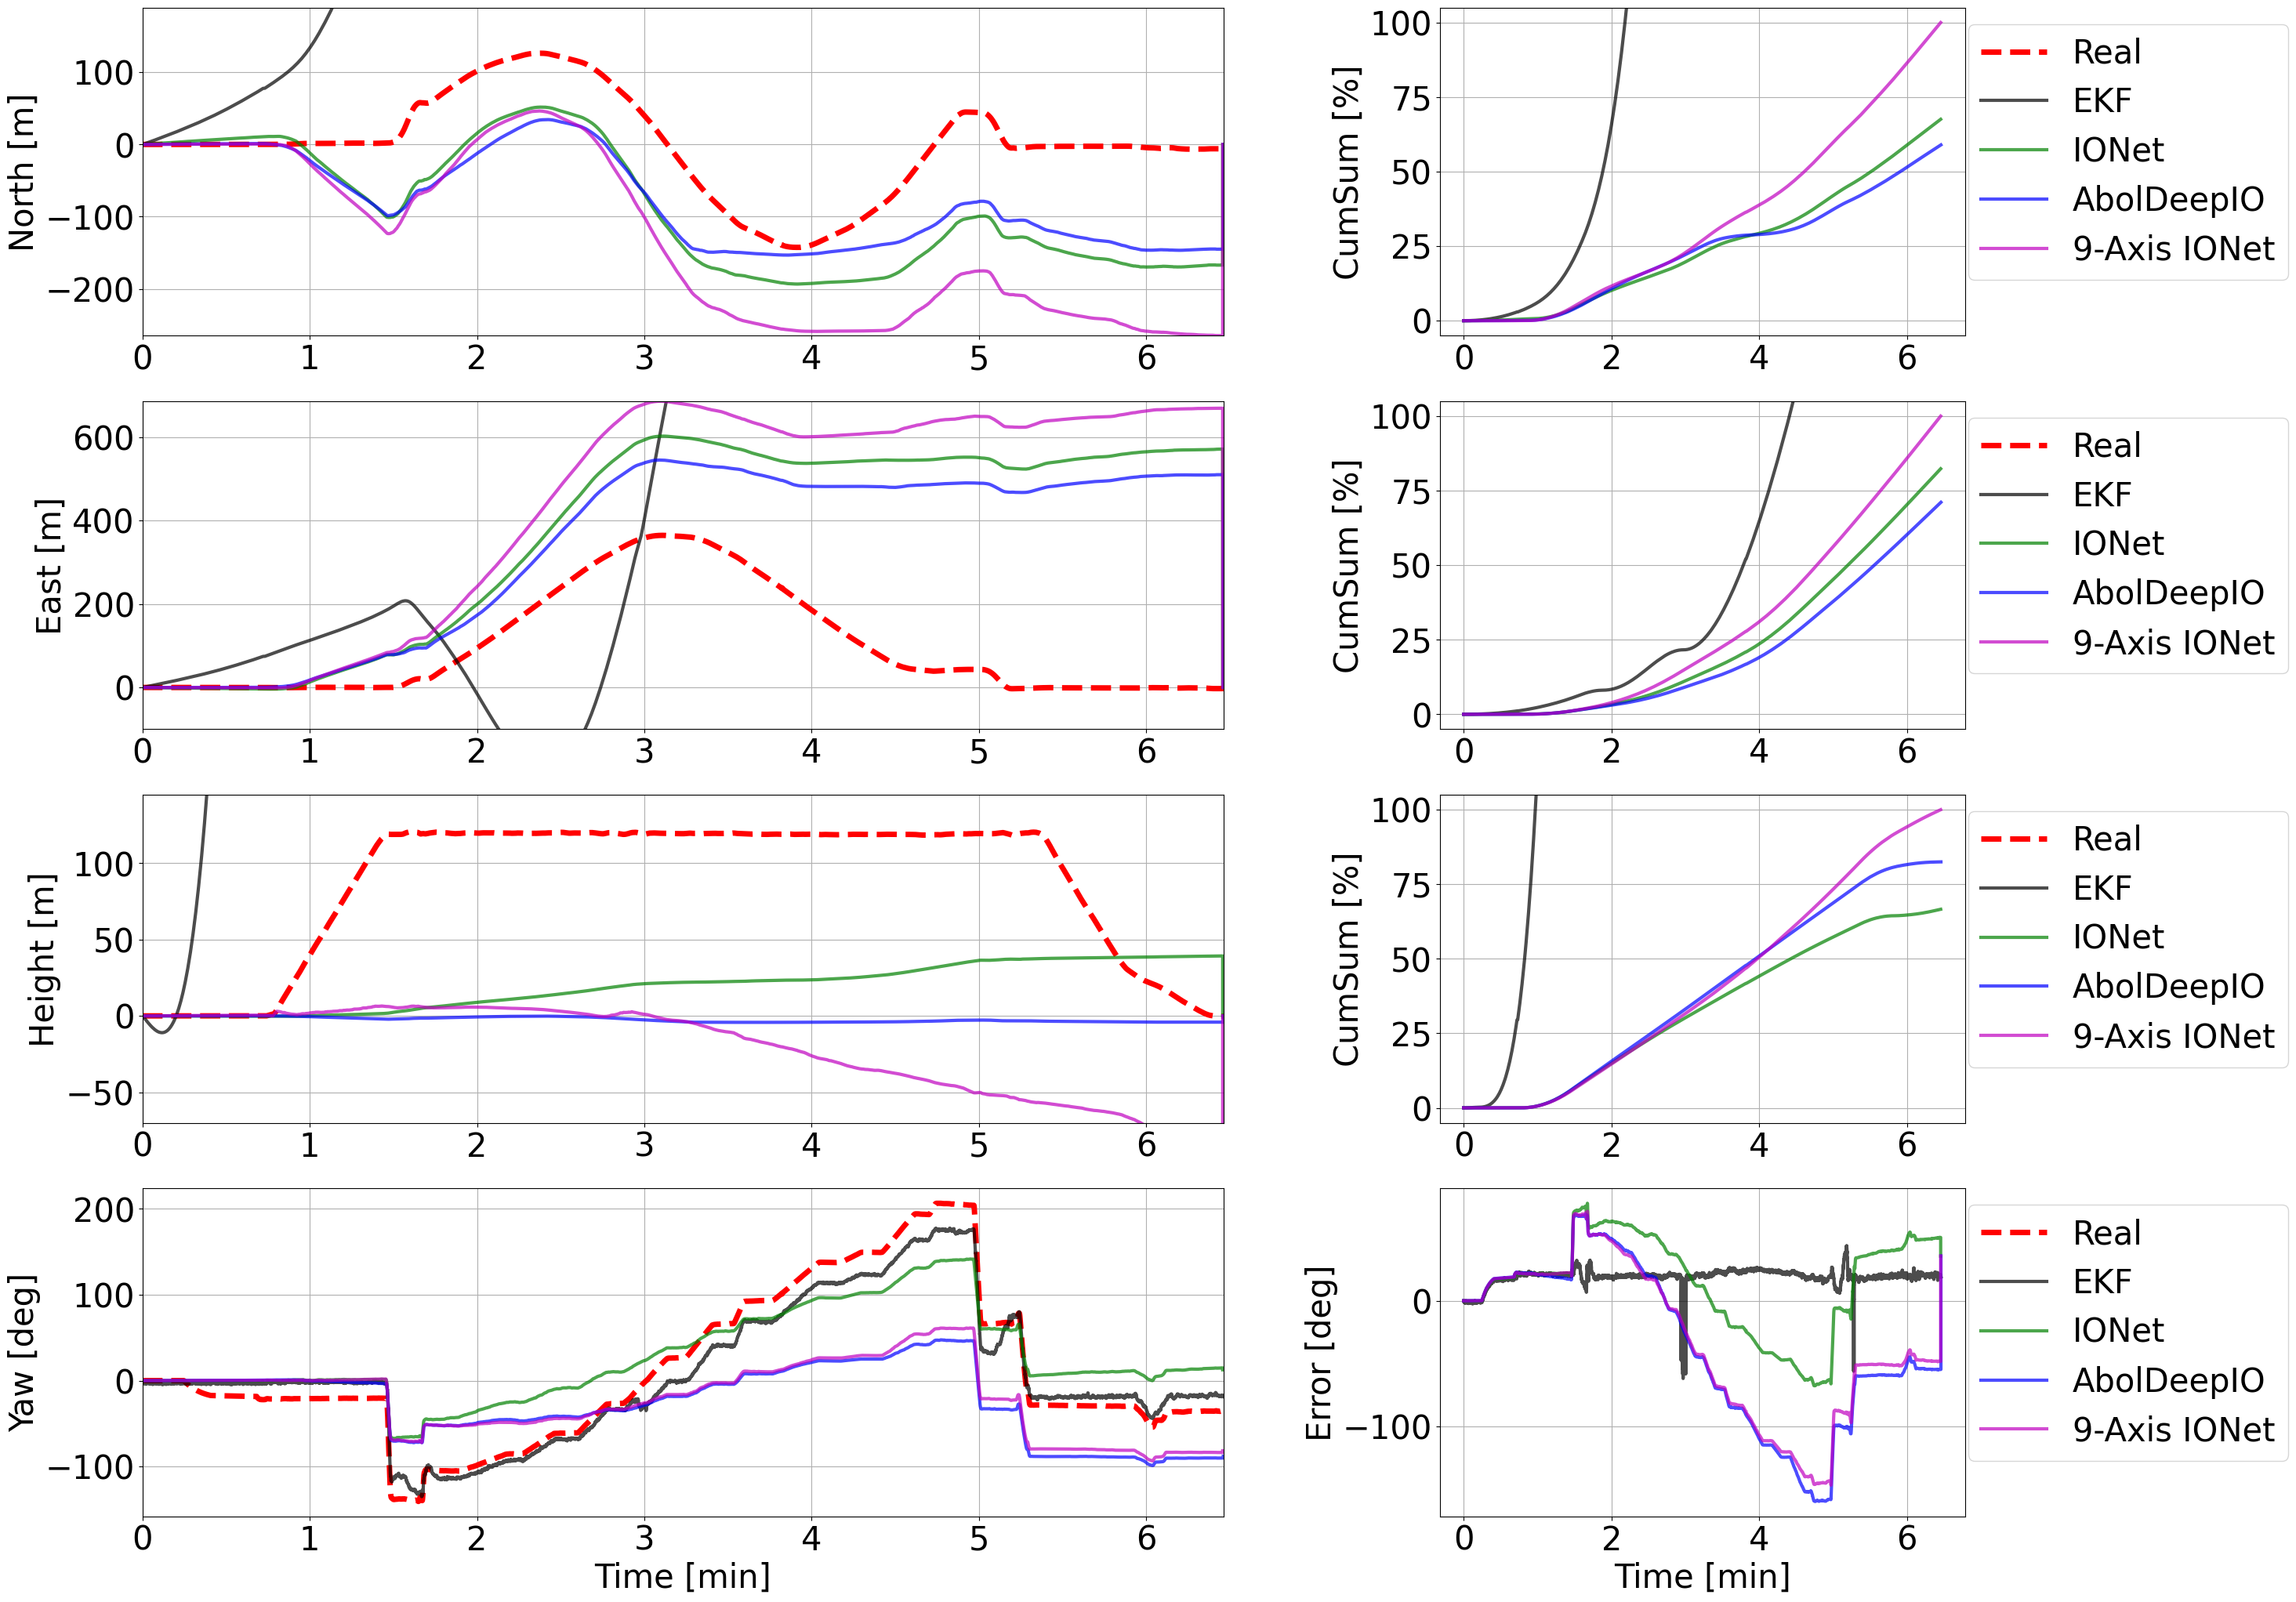 North [m]
100
0
−100
−200
0 1 2 3 4 5 6
CumSum [%]
100
75
50
25
0
0 2 4 6
Real
EKF
IONet
AbolDeepIO
9-Axis IONet
East [m]
600
400
200
0
0 1 2 3 4 5 6
CumSum [%]
100
75
50
25
0
0 2 4 6
Real
EKF
IONet
AbolDeepIO
9-Axis IONet
Height [m]
100
50
0
−50
0 1 2 3 4 5 6
CumSum [%]
100
75
50
25
0
0 2 4 6
Real
EKF
IONet
AbolDeepIO
9-Axis IONet
Yaw [deg]
200
100
0
−100
0 1 2 3 4 5 6
Time [min]
Error [deg]
0
−100
0 2 4 6
Time [min]
Real
EKF
IONet
AbolDeepIO
9-Axis IONet